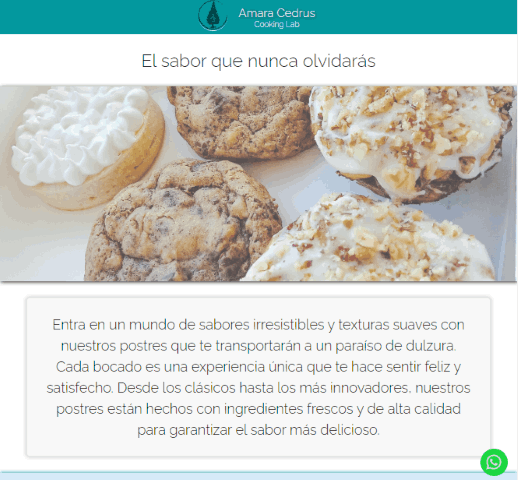 Amara Cedrus
Cooking Lab
El sabor que nunca olvidarás
Entra en un mundo de sabores irresistibles y texturas suaves con
nuestros postres que te transportarán a un paraíso de dulzura.
Cada bocado es una experiencia única que te hace sentir feliz y
satisfecho. Desde los clásicos hasta los más innovadores, nuestros
postres están hechos con ingredientes frescos y de alta calidad
para garantizar el sabor más delicioso.